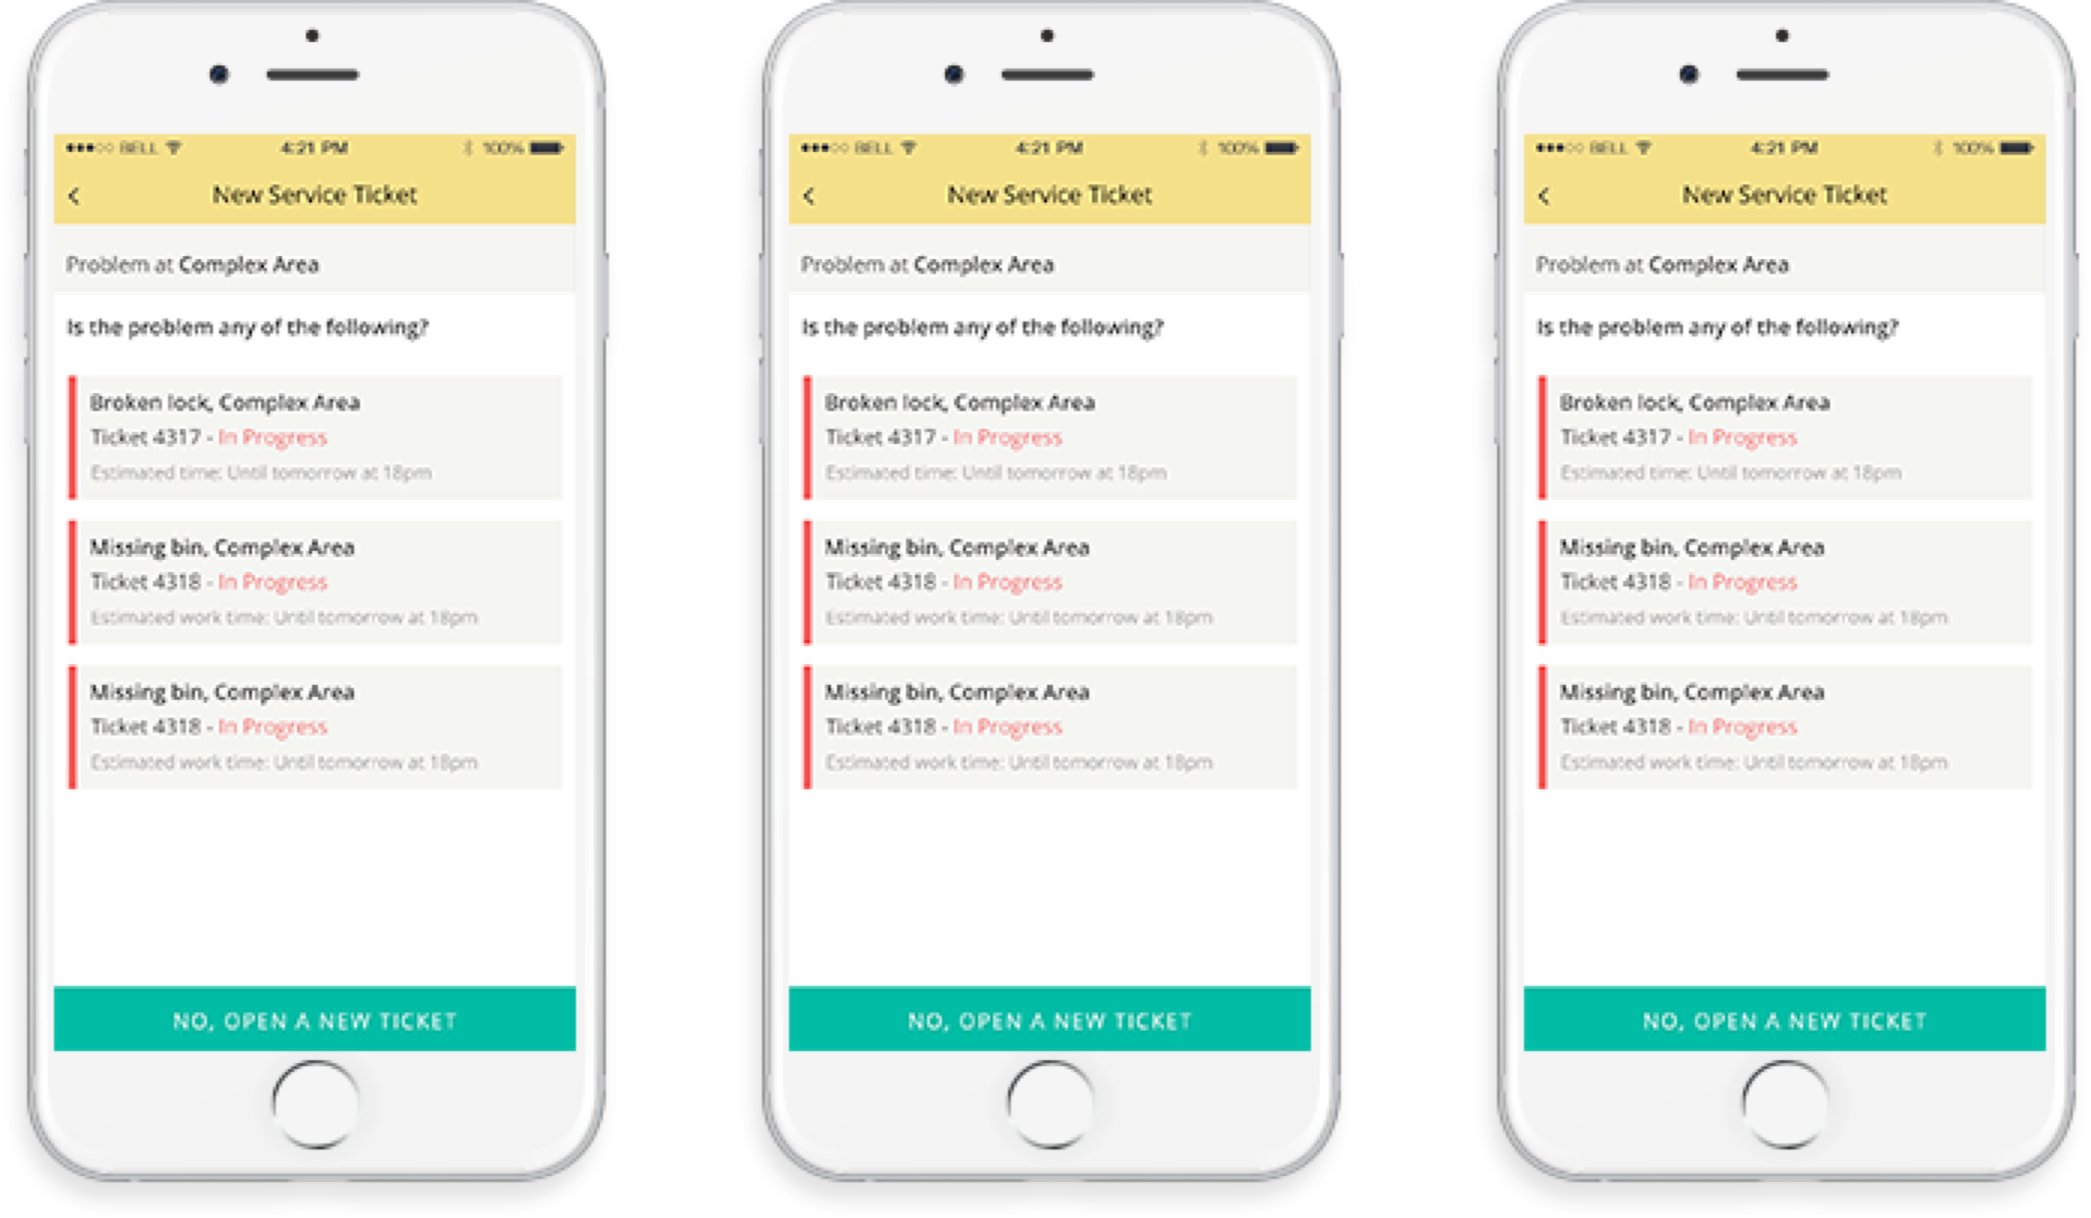 BELL 4:21 PM 100%
New Service Ticket
Problem at Complex Area
Is the problem any of the following?
Broken lock, Complex Area
Ticket 4317 - In Progress
Estimated time: Until tomorrow at 18pm
Missing bin, Complex Area
Ticket 4318 - In Progress
Estimated work time: Until tomorrow at 18pm
Missing bin, Complex Area
Ticket 4318 - In Progress
Estimated work time: Until tomorrow at 18pm
NO, OPEN A NEW TICKET
BELL 4:21 PM 100%
New Service Ticket
Problem at Complex Area
Is the problem any of the following?
Broken lock, Complex Area
Ticket 4317 - In Progress
Estimated time: Until tomorrow at 18pm
Missing bin, Complex Area
Ticket 4318 - In Progress
Estimated work time: Until tomorrow at 18pm
Missing bin, Complex Area
Ticket 4318 - In Progress
Estimated work time: Until tomorrow at 18pm
NO, OPEN A NEW TICKET
BELL 4:21 PM 100%
New Service Ticket
Problem at Complex Area
Is the problem any of the following?
Broken lock, Complex Area
Ticket 4317 - In Progress
Estimated time: Until tomorrow at 18pm
Missing bin, Complex Area
Ticket 4318 - In Progress
Estimated work time: Until tomorrow at 18pm
Missing bin, Complex Area
Ticket 4318 - In Progress
Estimated work time: Until tomorrow at 18pm
NO, OPEN A NEW TICKET